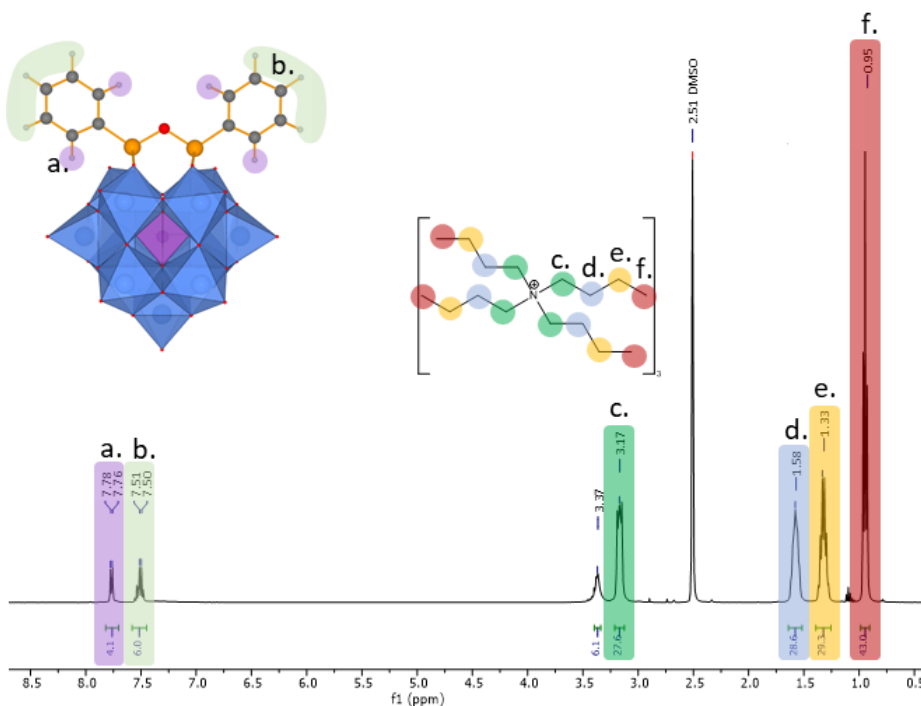 f.
b.
a.
—0.95
— 2.51 DMSO
e.
c.
d.
f.
N
⊕
3
e.
c.
d.
a.
b.
7.78
7.76
7.51
7.50
3.37
— 3.17
—1.58
—1.33
4.1
6.0
6.1
27.6
28.6
29.3
43.0
8.5 8.0 7.5 7.0 6.5 6.0 5.5 5.0 4.5 4.0 3.5 3.0 2.5 2.0 1.5 1.0 0.5
f1 (ppm)